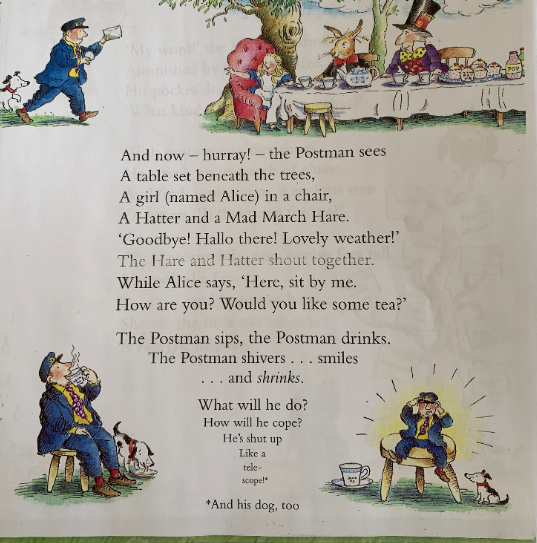 And now – hurray! – the Postman sees
A table set beneath the trees,
A girl (named Alice) in a chair,
A Hatter and a Mad March Hare.
‘Goodbye! Hallo there! Lovely weather!’
The Hare and Hatter shout together.
While Alice says, ‘Here, sit by me.
How are you? Would you like some tea?’
The Postman sips, the Postman drinks.
The Postman shivers . . . smiles
. . . and shrinks.
What will he do?
How will he cope?
He’s shut up
Like a
tele-
scope!*
*And his dog, too